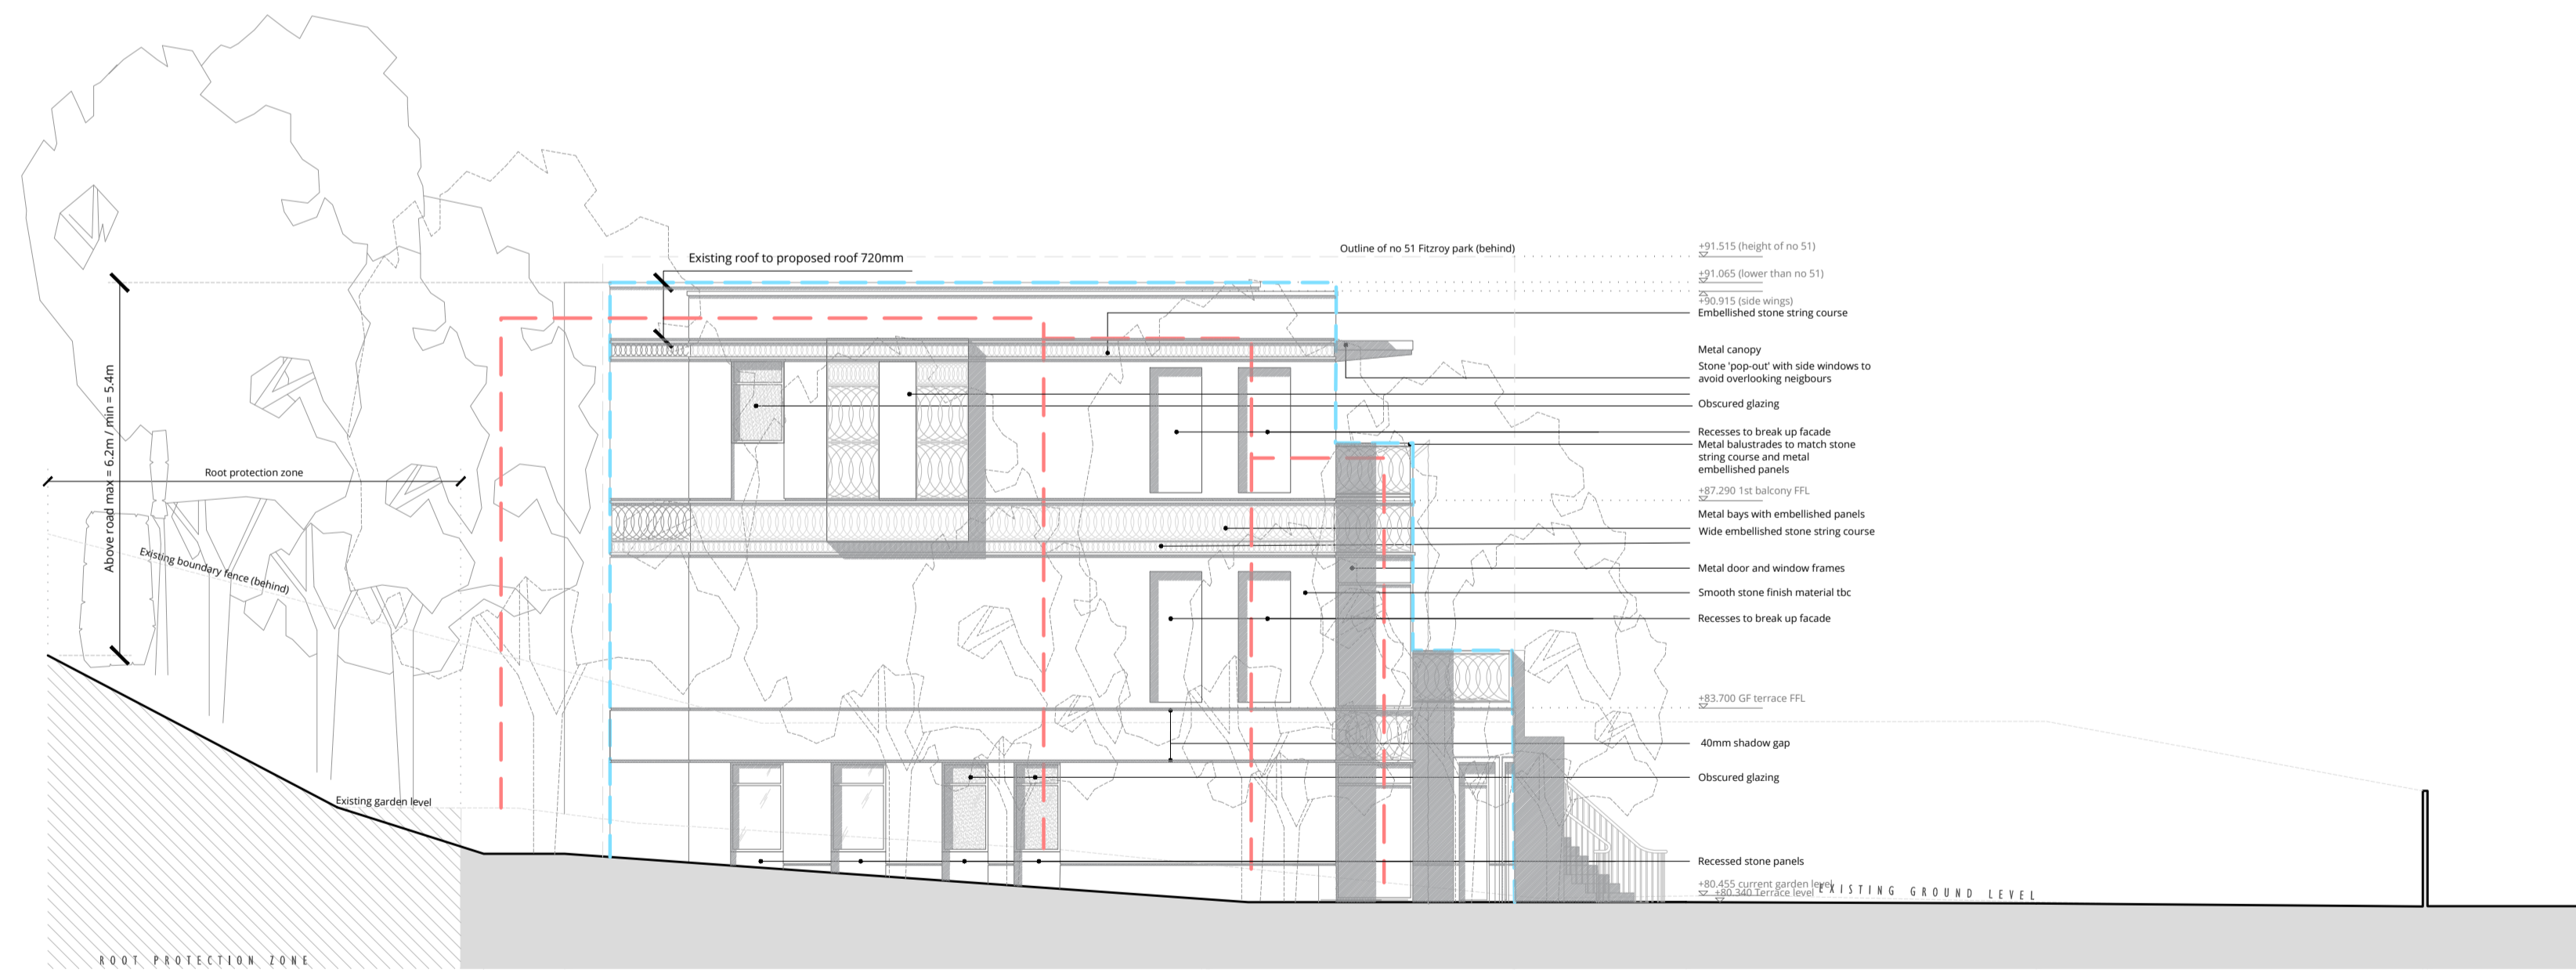 Outline of no 51 Fitzroy park (behind)
+91.515 (height of no 51)
Existing roof to proposed roof 720mm
+91.065 (lower than no 51)
+90.915 (side wings)
Embellished stone string course
Metal canopy
Stone 'pop-out' with side windows to
avoid overlooking neigbours
Obscured glazing
Recesses to break up facade
Metal balustrades to match stone
string course and metal
embellished panels
+87.290 1st balcony FFL
Metal bays with embellished panels
Wide embellished stone string course
Metal door and window frames
Smooth stone finish material tbc
Recesses to break up facade
+83.700 GF terrace FFL
40mm shadow gap
Obscured glazing
Recessed stone panels
+80.455 current garden level
+80.340 Terrace level
EXISTING GROUND LEVEL
Above road max = 6.2m / min = 5.4m
Root protection zone
Existing boundary fence (behind)
Existing garden level
ROOT PROTECTION ZONE